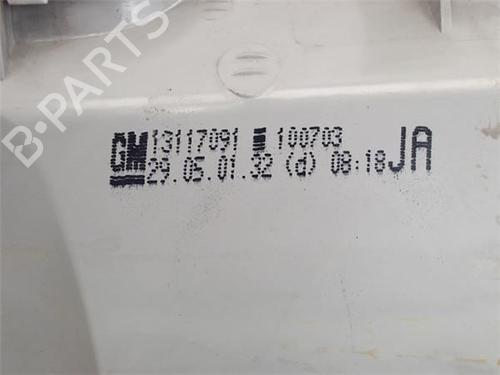 B-PARTS
GM 13117091 100703 JA
29.05.01.32 (d) 08:18